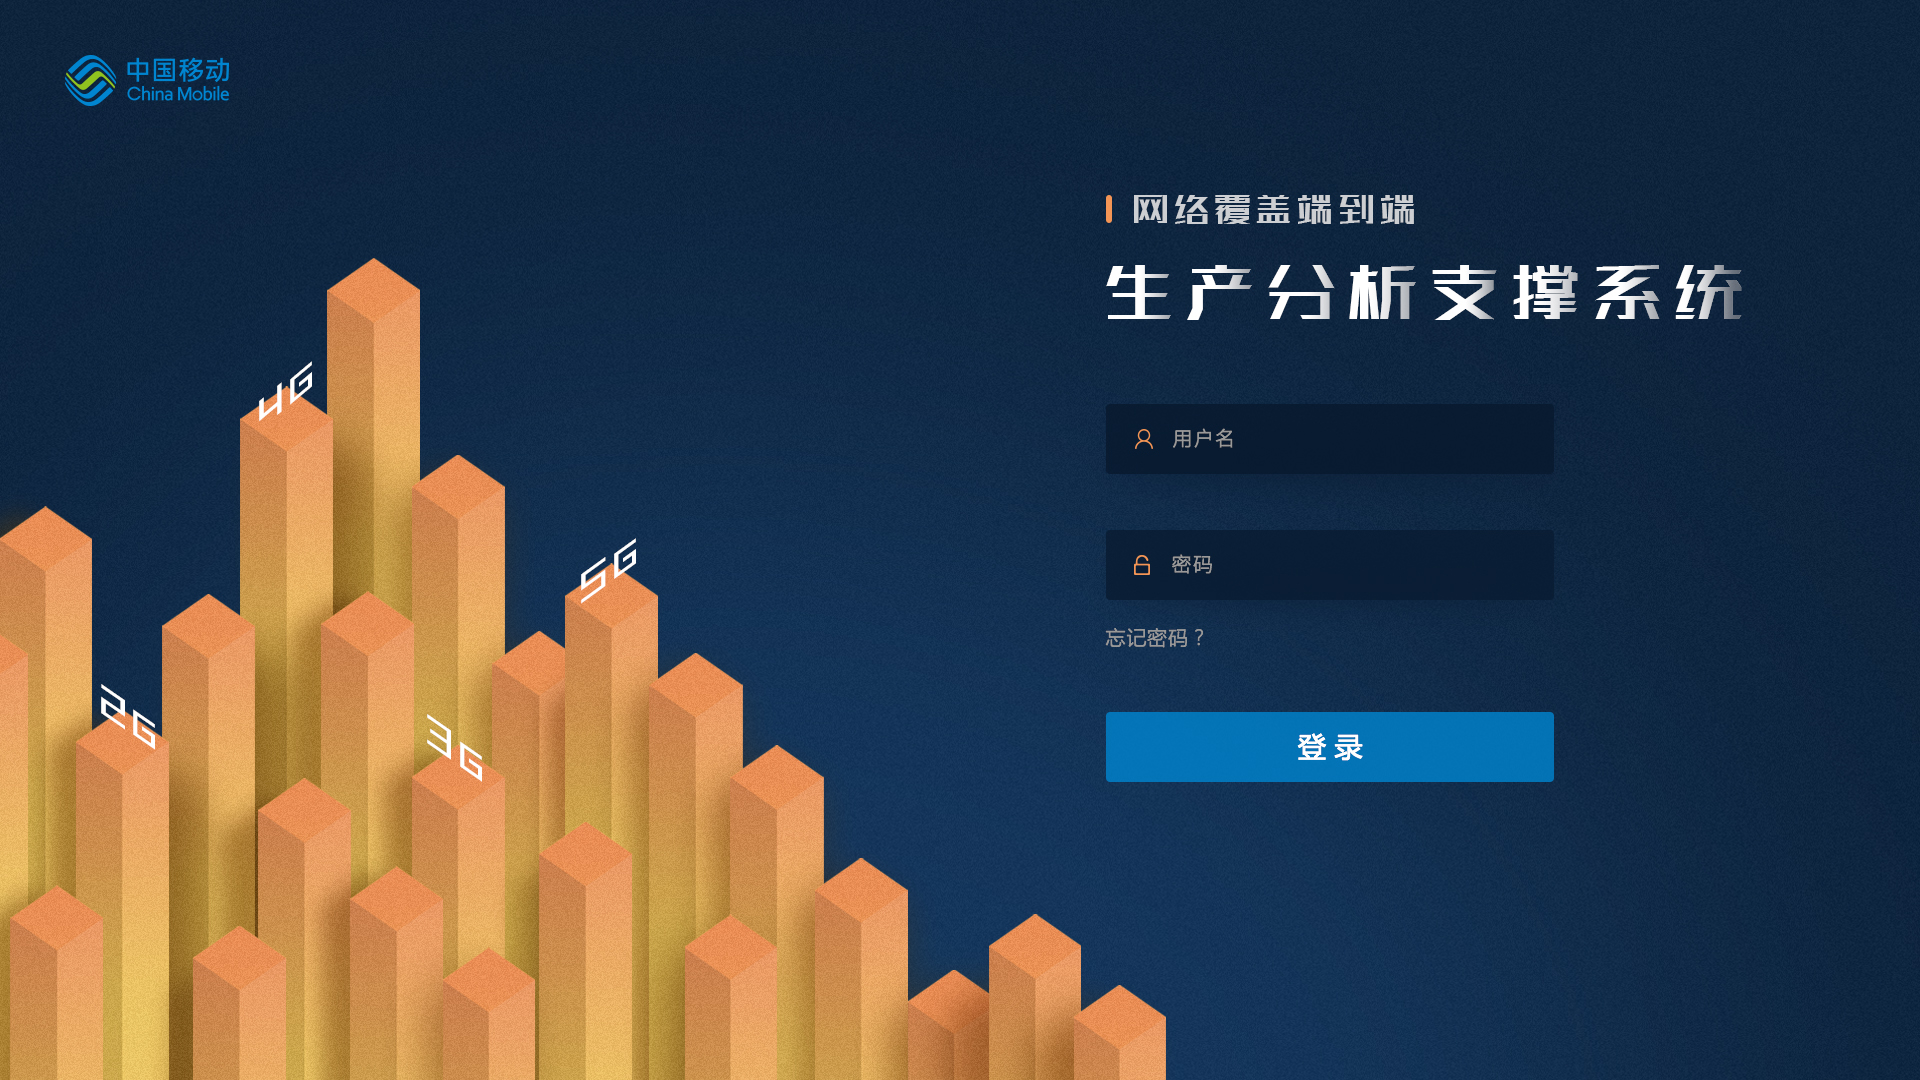 中国移动
China Mobile
网络覆盖端到端
生产分析支撑系统
用户名
密码
忘记密码？
登录
4G
5G
2G
3G